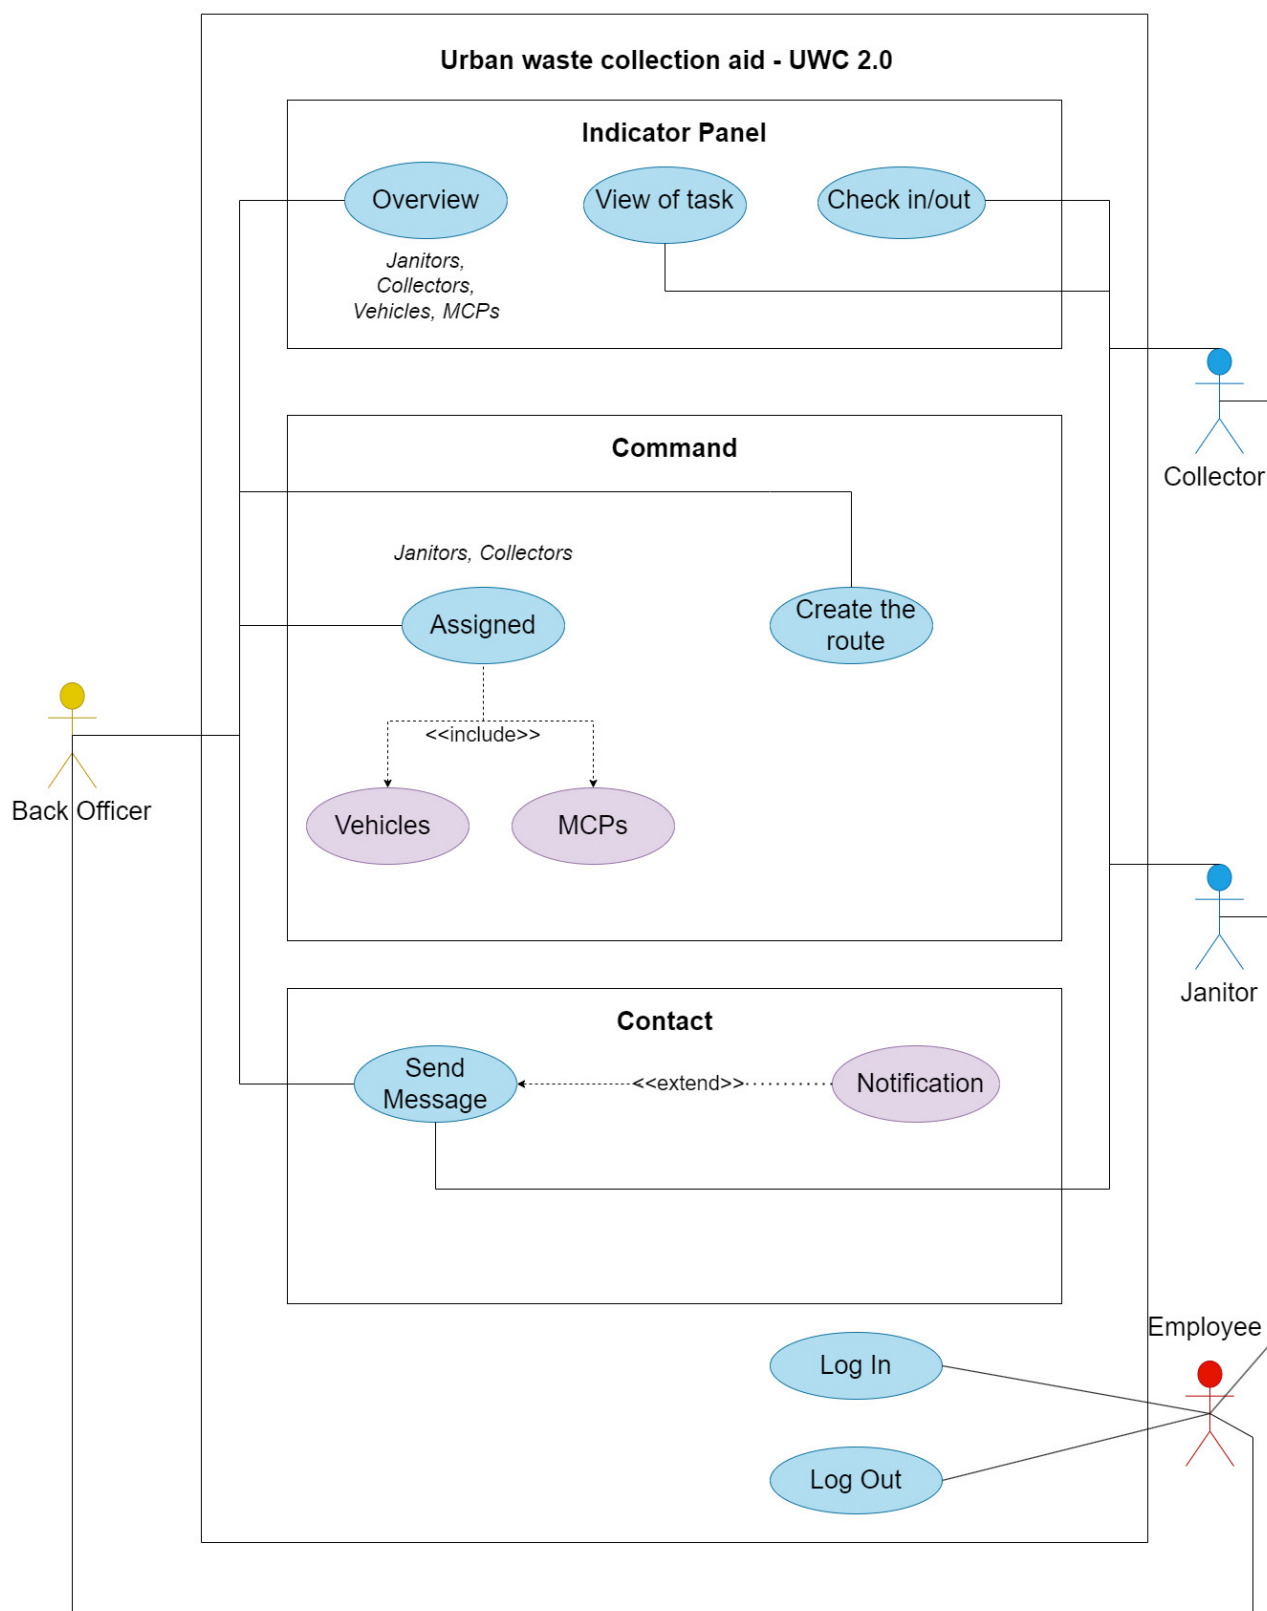 Urban waste collection aid - UWC 2.0
Indicator Panel
Overview
View of task
Check in/out
Janitors,
Collectors,
Vehicles, MCPs
Collector
Command
Janitors, Collectors
Assigned
Create the
route
<<include>>
Back Officer
Vehicles
MCPs
Janitor
Contact
Send
Message
<<extend>>
Notification
Employee
Log In
Log Out